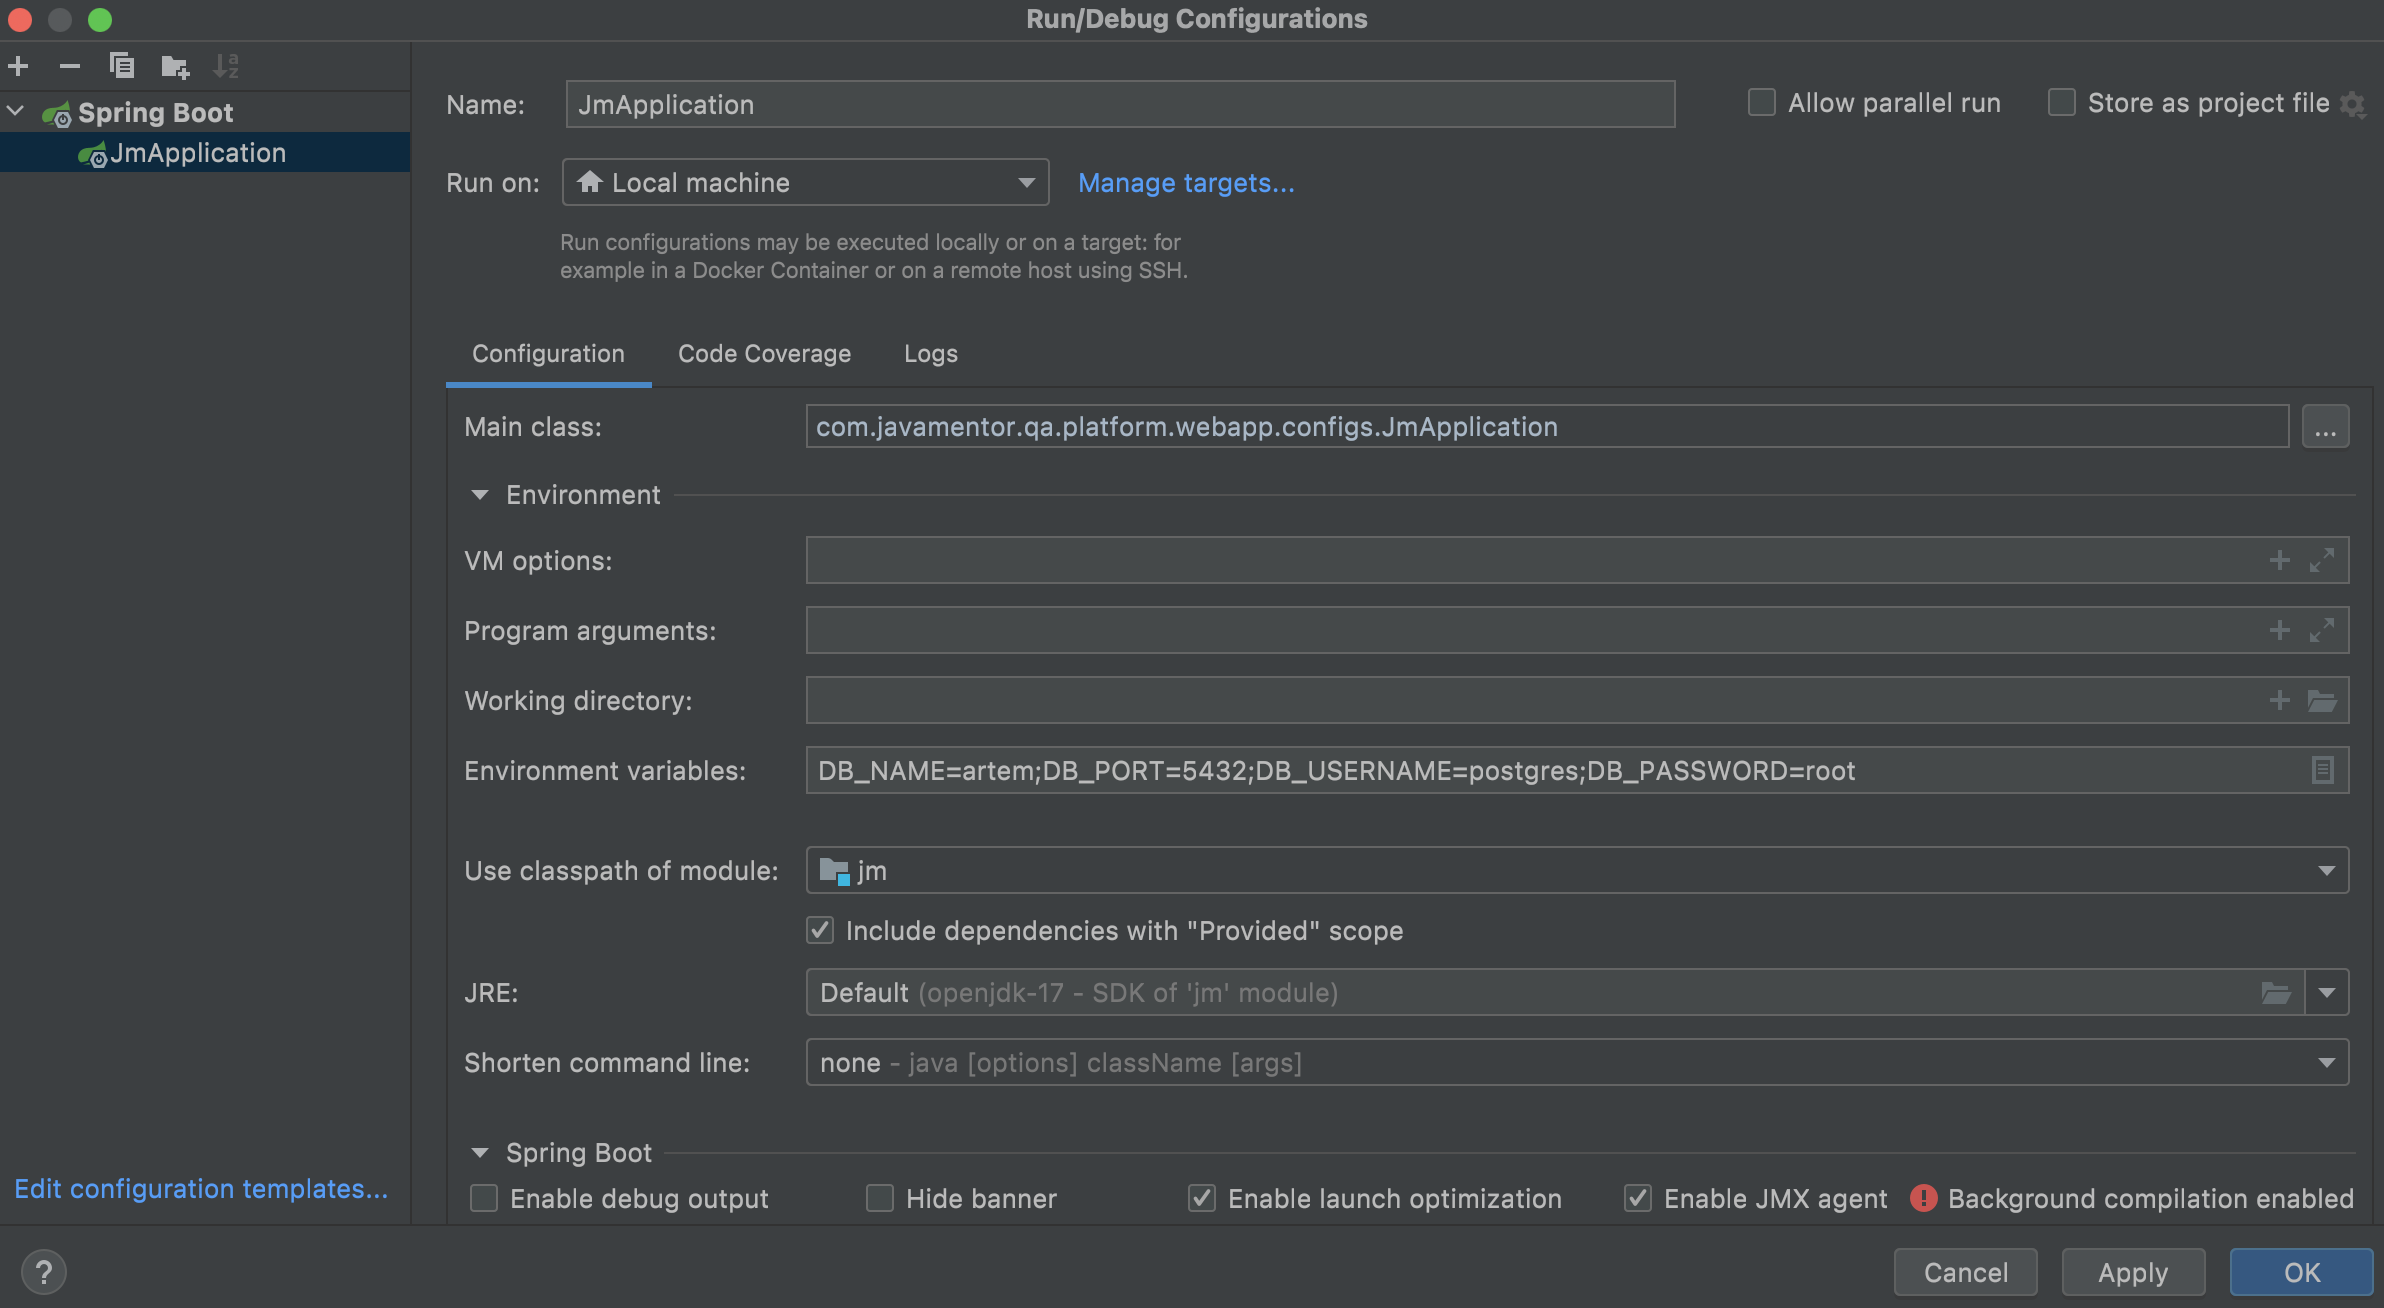 Run/Debug Configurations
Spring Boot
JmApplication
Edit configuration templates...
Name: JmApplication
Allow parallel run
Store as project file
Run on: Local machine
Manage targets...
Run configurations may be executed locally or on a target: for
example in a Docker Container or on a remote host using SSH.
Configuration Code Coverage Logs
Main class: com.javamentor.qa.platform.webapp.configs.JmApplication
...
Environment
VM options:
Program arguments:
Working directory:
Environment variables: DB_NAME=artem;DB_PORT=5432;DB_USERNAME=postgres;DB_PASSWORD=root
Use classpath of module: jm
Include dependencies with "Provided" scope
JRE: Default (openjdk-17 - SDK of 'jm' module)
Shorten command line: none - java [options] className [args]
Spring Boot
Enable debug output Hide banner Enable launch optimization Enable JMX agent Background compilation enabled
? Cancel Apply OK